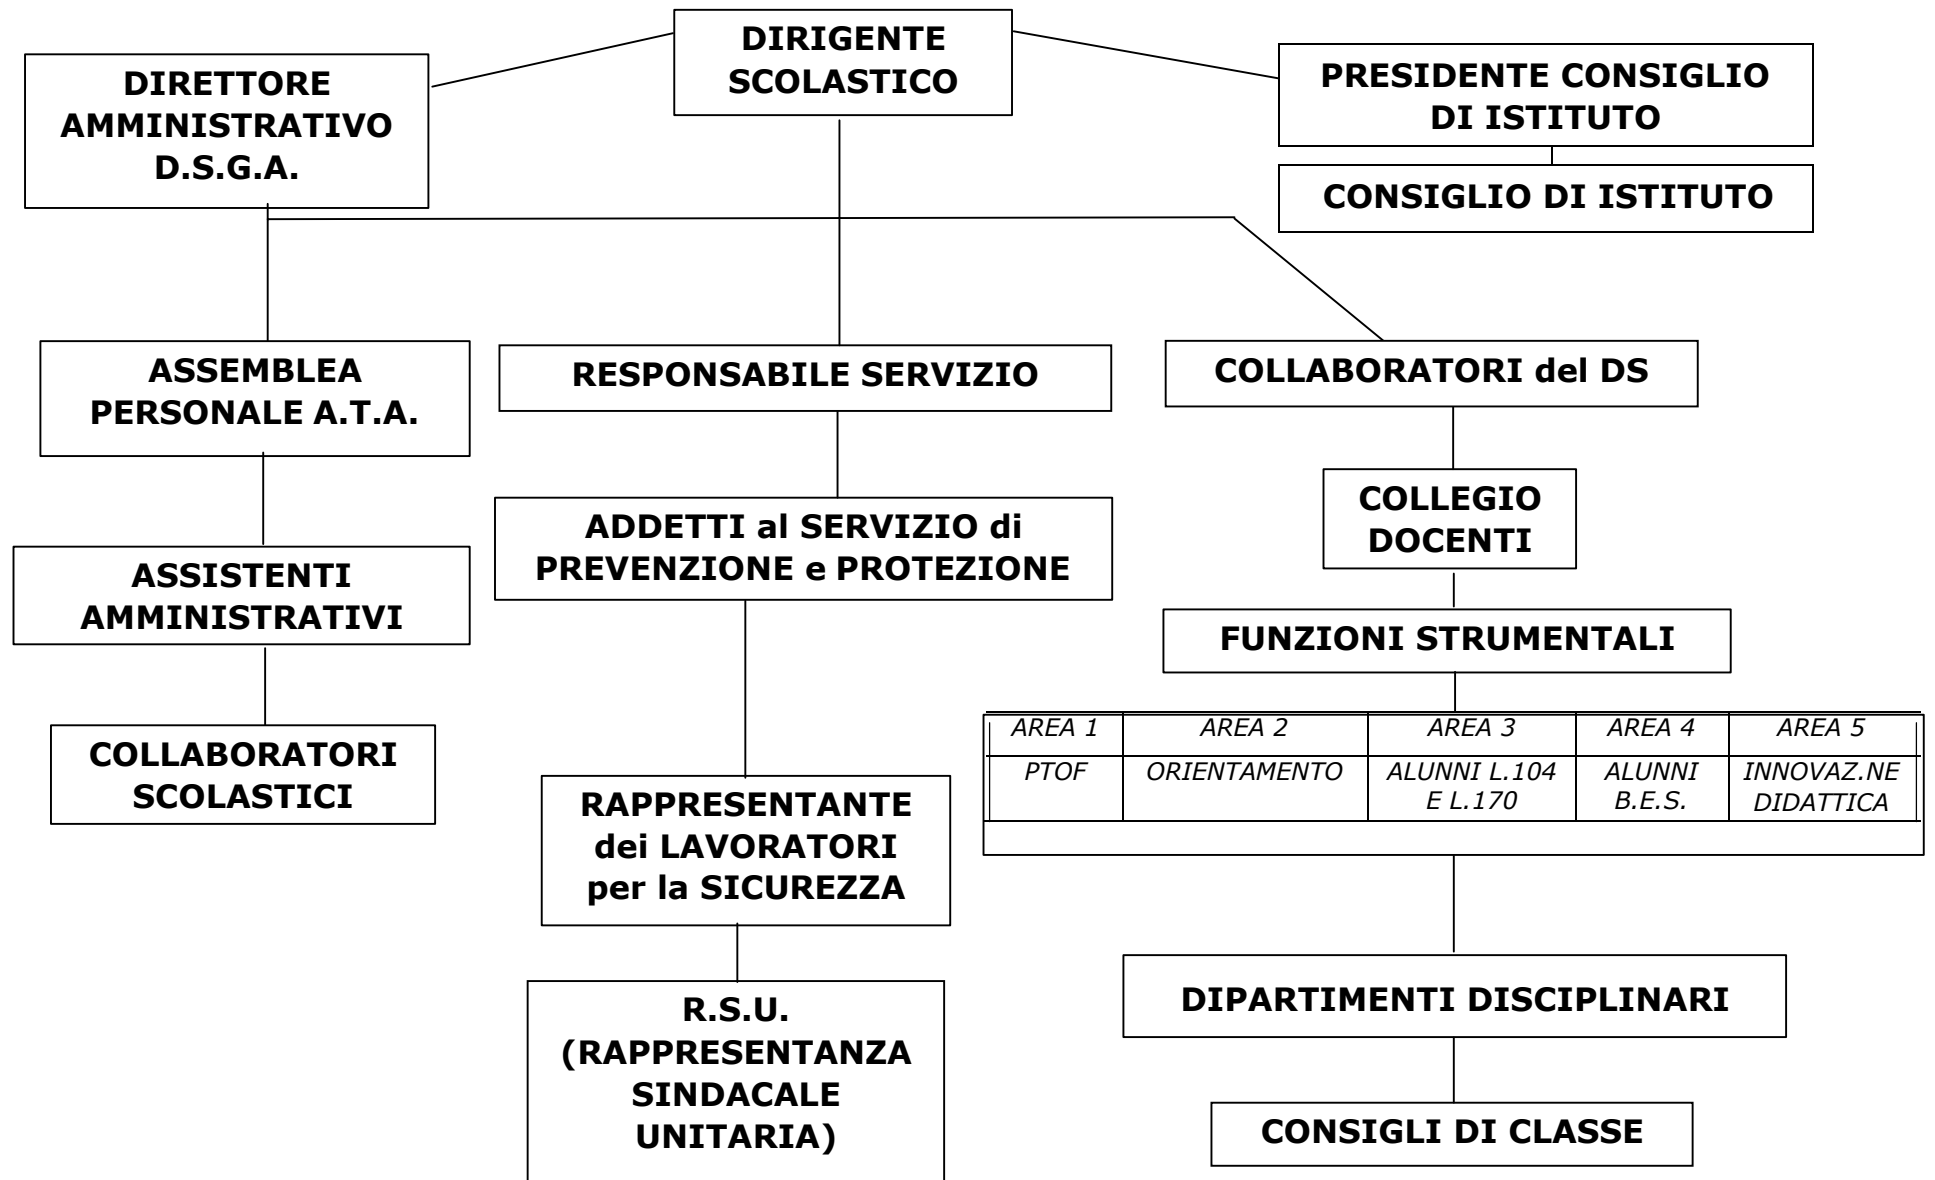 DIRIGENTE
SCOLASTICO
DIRETTORE
AMMINISTRATIVO
D.S.G.A.
PRESIDENTE CONSIGLIO
DI ISTITUTO
CONSIGLIO DI ISTITUTO
ASSEMBLEA
PERSONALE A.T.A.
ASSISTENTI
AMMINISTRATIVI
COLLABORATORI
SCOLASTICI
RESPONSABILE SERVIZIO
ADDETTI al SERVIZIO di
PREVENZIONE e PROTEZIONE
RAPPRESENTANTE
dei LAVORATORI
per la SICUREZZA
R.S.U.
(RAPPRESENTANZA
SINDACALE
UNITARIA)
COLLABORATORI del DS
COLLEGIO
DOCENTI
FUNZIONI STRUMENTALI
AREA 1 AREA 2 AREA 3 AREA 4 AREA 5
PTOF ORIENTAMENTO ALUNNI L.104 ALUNNI INNOVAZ.NE
E L.170 B.E.S. DIDATTICA
DIPARTIMENTI DISCIPLINARI
CONSIGLI DI CLASSE